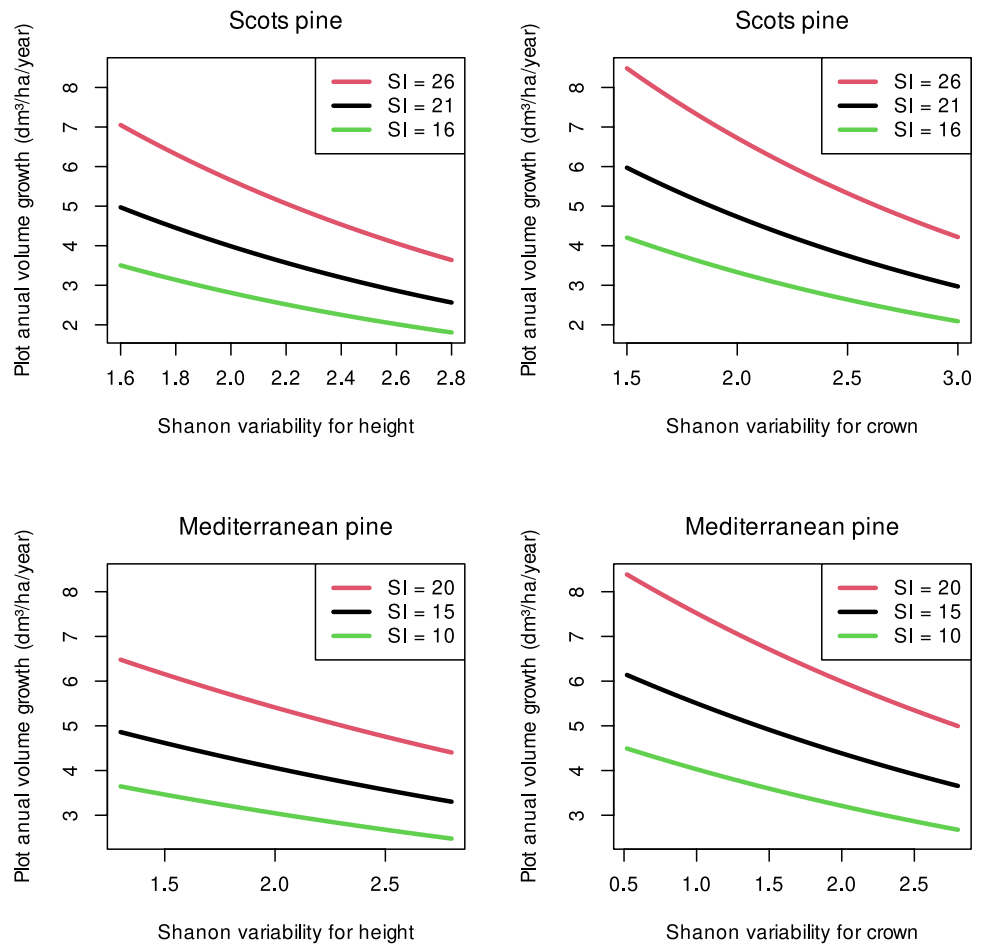 Scots pine
Plot anual volume growth (dm³/ha/year)
8
7
6
5
4
3
2
SI = 26
SI = 21
SI = 16
1.6 1.8 2.0 2.2 2.4 2.6 2.8
Shanon variability for height
Scots pine
Plot anual volume growth (dm³/ha/year)
8
7
6
5
4
3
2
SI = 26
SI = 21
SI = 16
1.5 2.0 2.5 3.0
Shanon variability for crown
Mediterranean pine
Plot anual volume growth (dm³/ha/year)
8
7
6
5
4
3
SI = 20
SI = 15
SI = 10
1.5 2.0 2.5
Shanon variability for height
Mediterranean pine
Plot anual volume growth (dm³/ha/year)
8
7
6
5
4
3
SI = 20
SI = 15
SI = 10
0.5 1.0 1.5 2.0 2.5
Shanon variability for crown